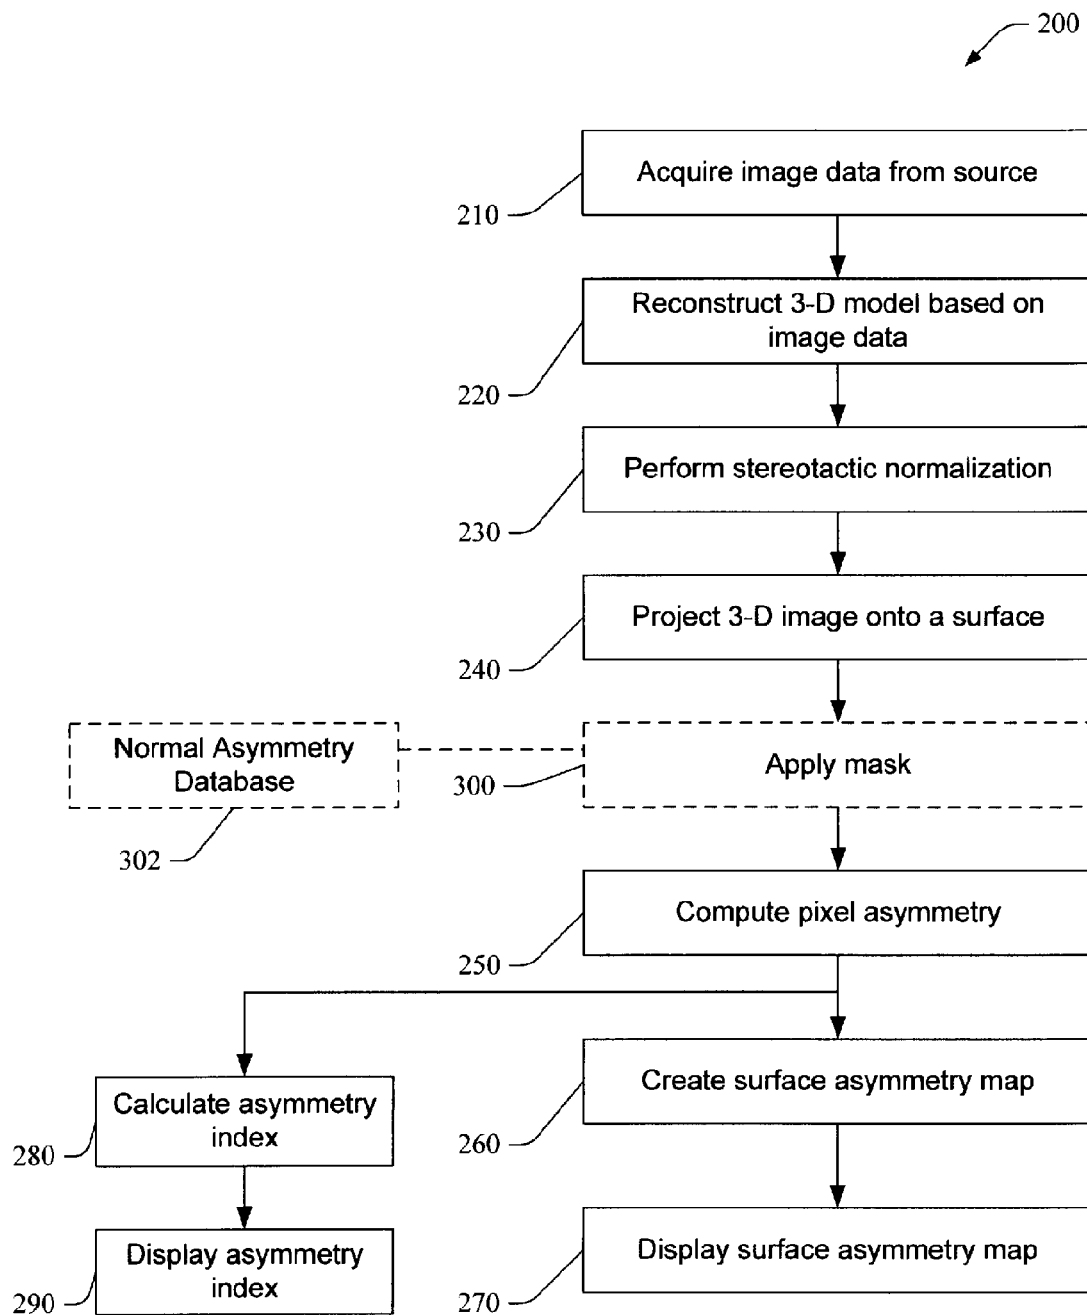 200
Acquire image data from source
210
Reconstruct 3-D model based on
image data
220
Perform stereotactic normalization
230
Project 3-D image onto a surface
240
Normal Asymmetry
Database
302
Apply mask
300
Compute pixel asymmetry
250
Calculate asymmetry
index
280
Create surface asymmetry map
260
Display asymmetry
index
290
Display surface asymmetry map
270